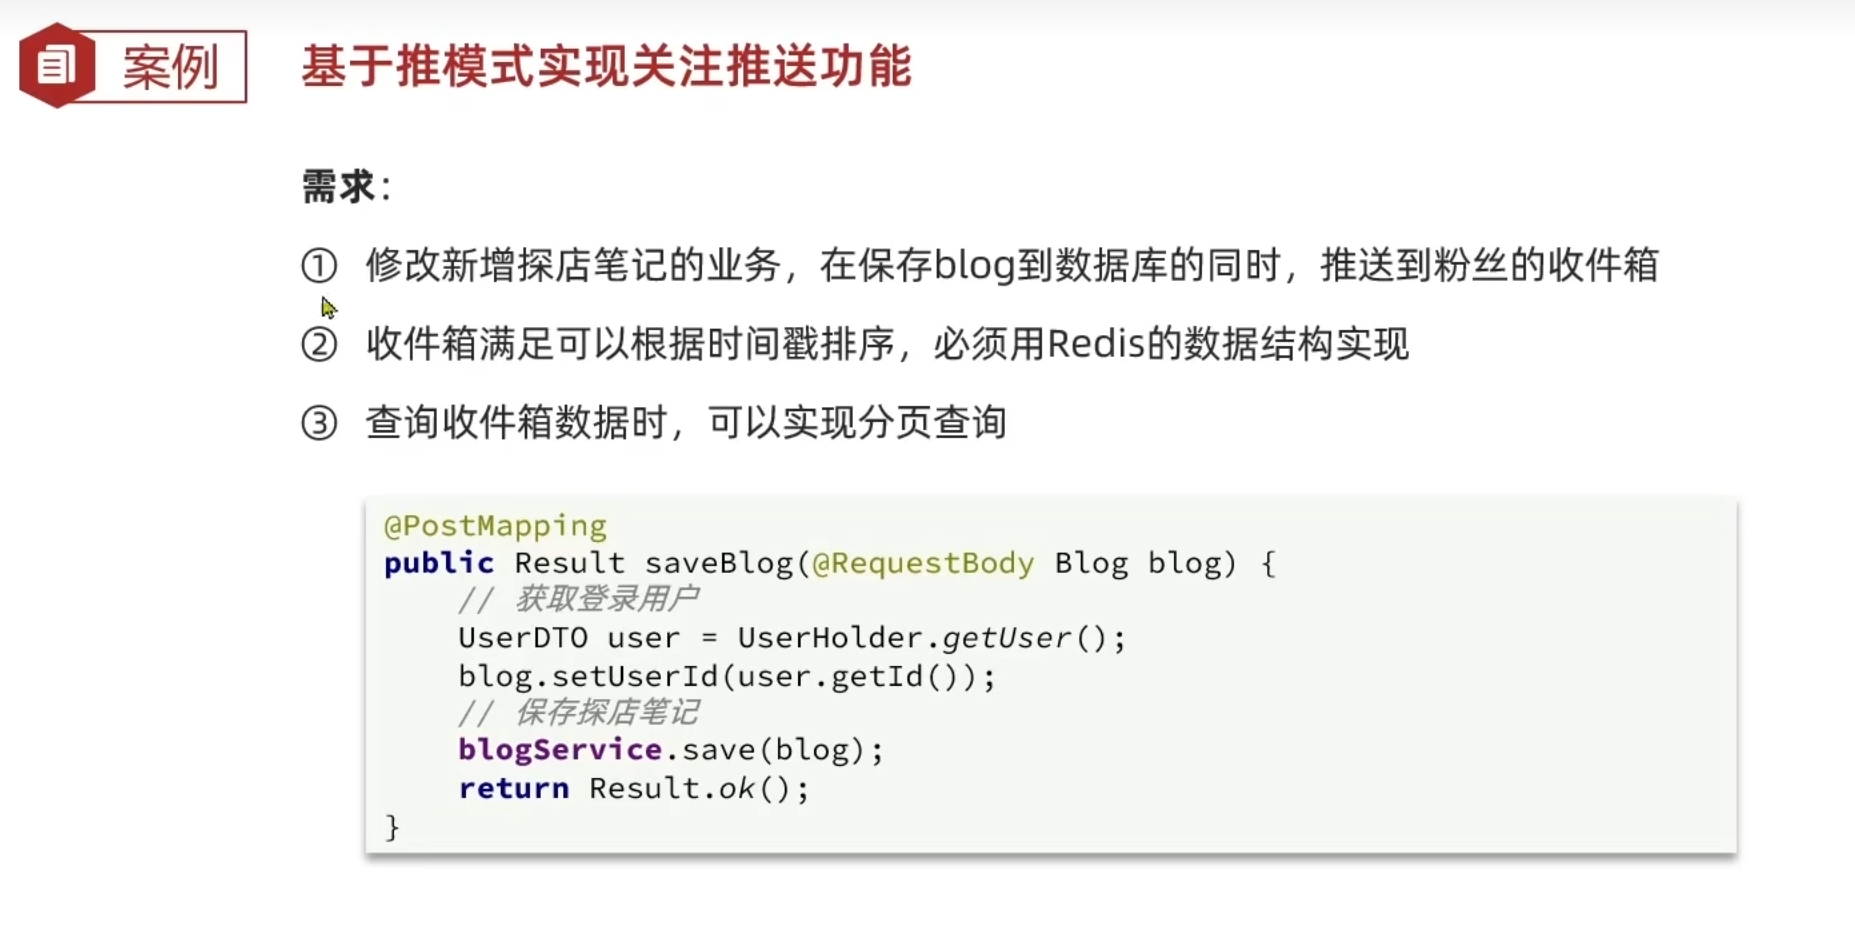 案例
基于推模式实现关注推送功能
需求：
① 修改新增探店笔记的业务，在保存blog到数据库的同时，推送到粉丝的收件箱
② 收件箱满足可以根据时间戳排序，必须用Redis的数据结构实现
③ 查询收件箱数据时，可以实现分页查询
@PostMapping
public Result saveBlog(@RequestBody Blog blog) {
    // 获取登录用户
    UserDTO user = UserHolder.getUser();
    blog.setUserId(user.getId());
    // 保存探店笔记
    blogService.save(blog);
    return Result.ok();
}